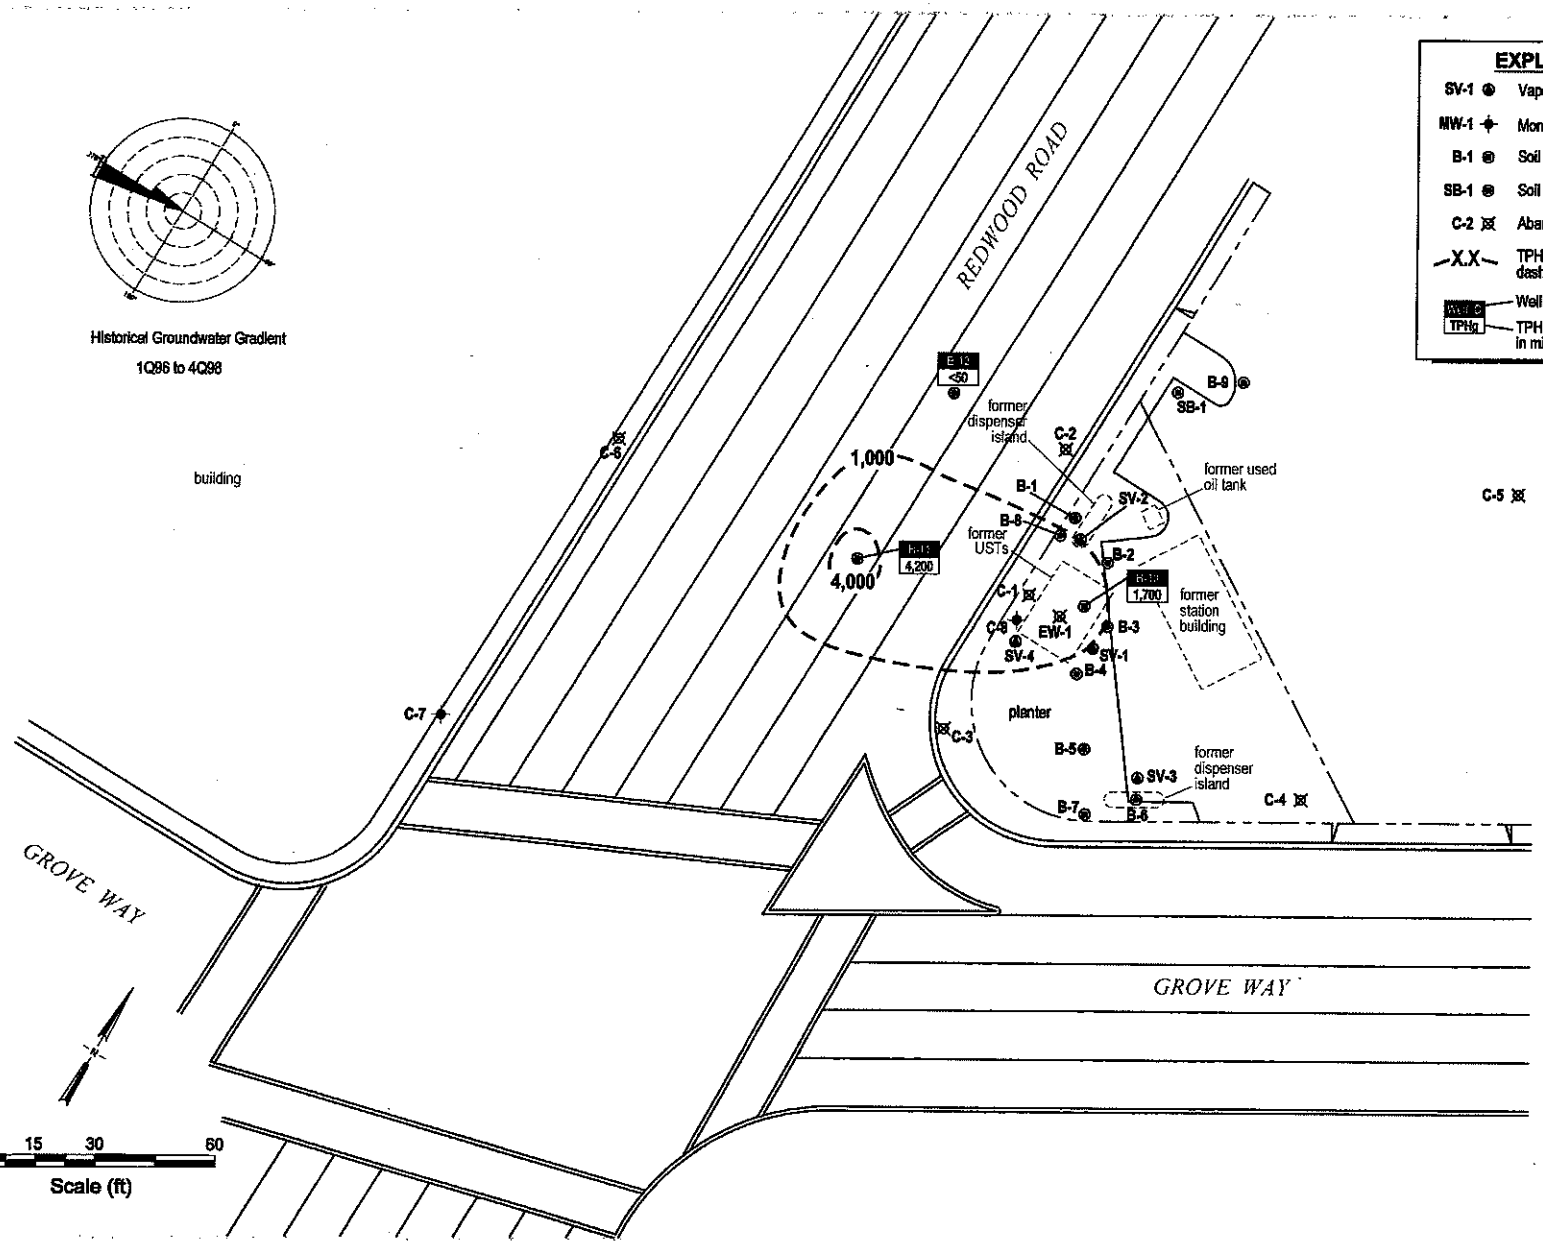 EXPL
SV-1 Vap
MW-1 Mon
B-1 Soil
SB-1 Soil
C-2 Aba
X.X TPH
dash
Well
TPHg
TPH
in mi
Historical Groundwater Gradient
1Q96 to 4Q98
building
REDWOOD ROAD
<50
C-6
former
dispenser
island
C-2
B-9
SB-1
1,000
B-1
SV-2
former used
oil tank
C-5
B-8
former
USTs
B-2
4,200
4,000
C-1
1,700
former
station
building
C-8
EW-1
B-3
SV-4
SV-1
B-4
C-7
planter
C-3
B-5
former
dispenser
island
SV-3
B-7
B-6
C-4
GROVE WAY
GROVE WAY
N
15 30 60
Scale (ft)